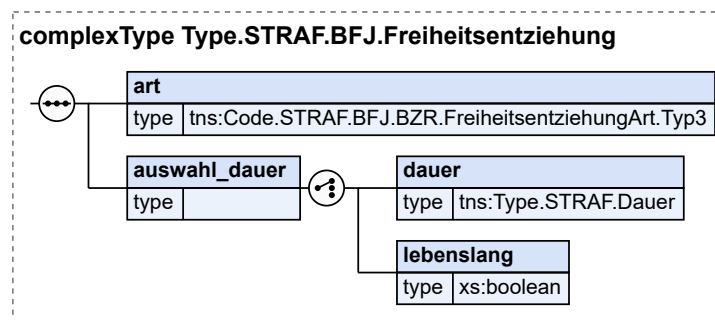 complexType Type.STRAF.BFJ.Freiheitsentziehung
art
type tns:Code.STRAF.BFJ.BZR.FreiheitsentziehungArt.Typ3
auswahl_dauer
type
dauer
type tns:Type.STRAF.Dauer
lebenslang
type xs:boolean